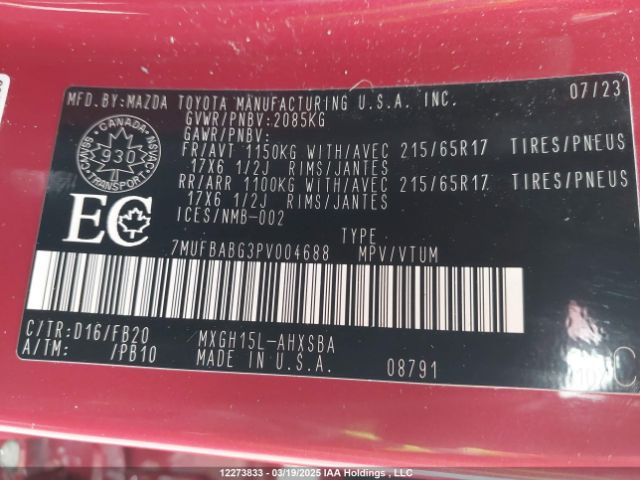 MFD.BY:MAZDA TOYOTA MANUFACTURING U.S.A. INC. 07/23
GVWR/PNBV:2085KG
GAWR/PNBV:
FR/AVT 1150KG WITH/AVEC 215/65R17 TIRES/PNEUS
17X6 1/2J RIMS/JANTES
RR/ARR 1100KG WITH/AVEC 215/65R17 TIRES/PNEUS
17X6 1/2J RIMS/JANTES
ICES/NMB-002
CANADA
CMVSS NSVAC
930
TRANSPORT
EC
TYPE:
7MUFBABG3PV004688 MPV/VTUM
C/TR:D16/FB20 MXGH15L-AHXSBA
A/TM: /PB10 MADE IN U.S.A. 08791
C
12273833 — 03/19/2025 IAA Holdings, LLC